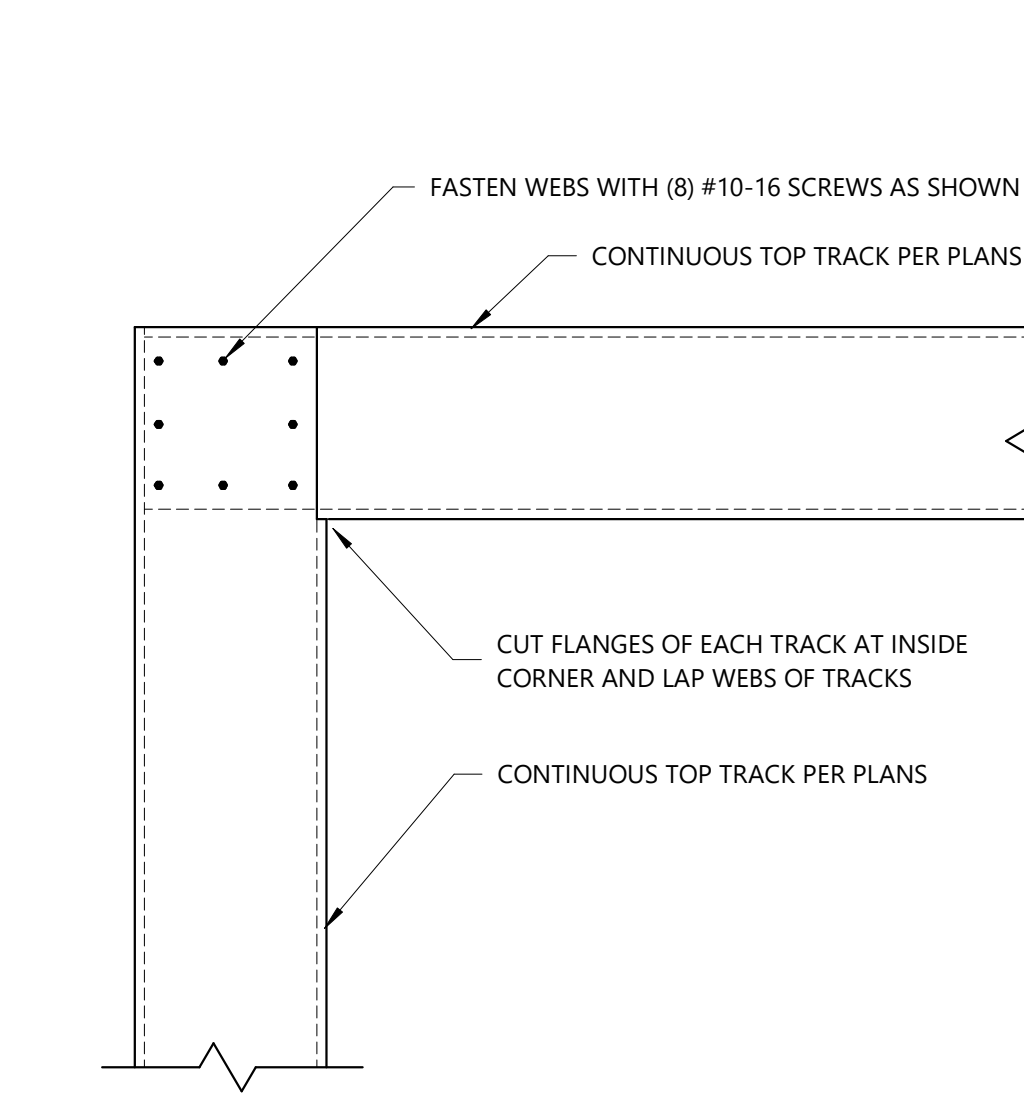 FASTEN WEBS WITH (8) #10-16 SCREWS AS SHOWN
CONTINUOUS TOP TRACK PER PLANS
CUT FLANGES OF EACH TRACK AT INSIDE
CORNER AND LAP WEBS OF TRACKS
CONTINUOUS TOP TRACK PER PLANS